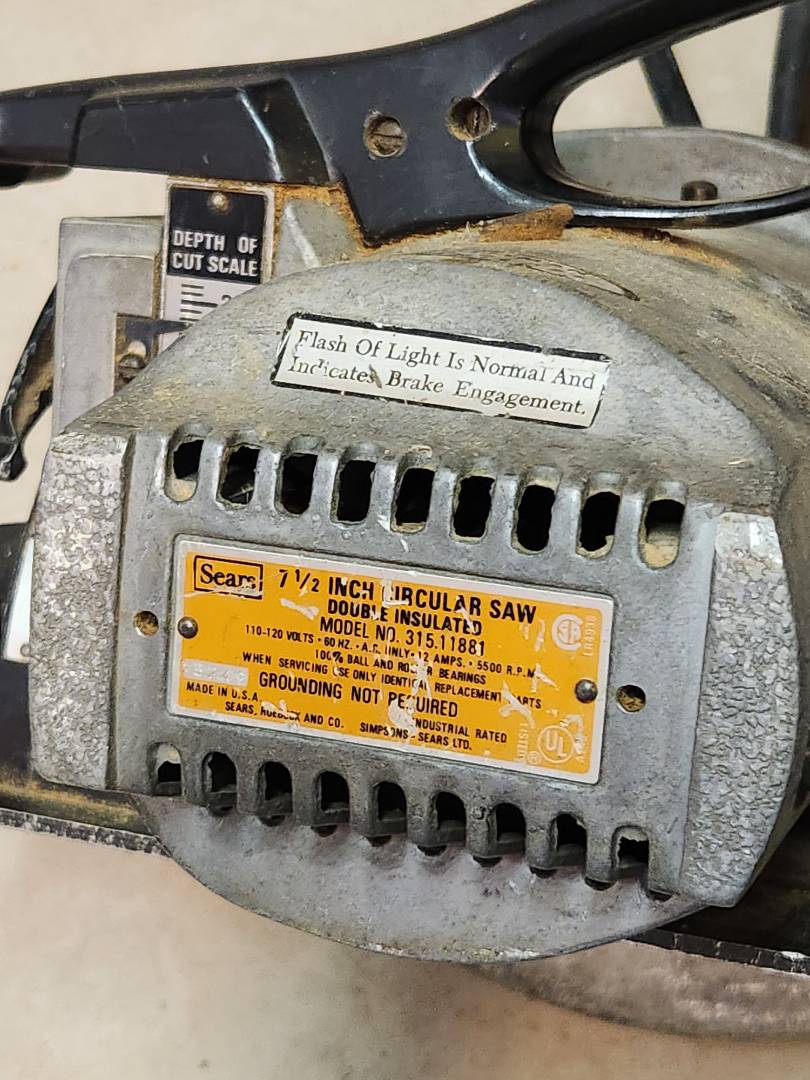 DEPTH OF
CUT SCALE
Flash Of Light Is Normal And
Indicates Brake Engagement.
Sears 7 1/2 INCH CIRCULAR SAW
DOUBLE INSULATED
MODEL NO. 315.11881
110-120 VOLTS • 60 HZ. • A.C. ONLY • 12 AMPS. • 5500 R.P.M.
100% BALL AND ROLLER BEARINGS
WHEN SERVICING USE ONLY IDENTICAL REPLACEMENT PARTS
GROUNDING NOT REQUIRED
MADE IN U.S.A.
SEARS, ROEBUCK AND CO.
INDUSTRIAL RATED
SIMPSONS-SEARS LTD.
LR4938
UL